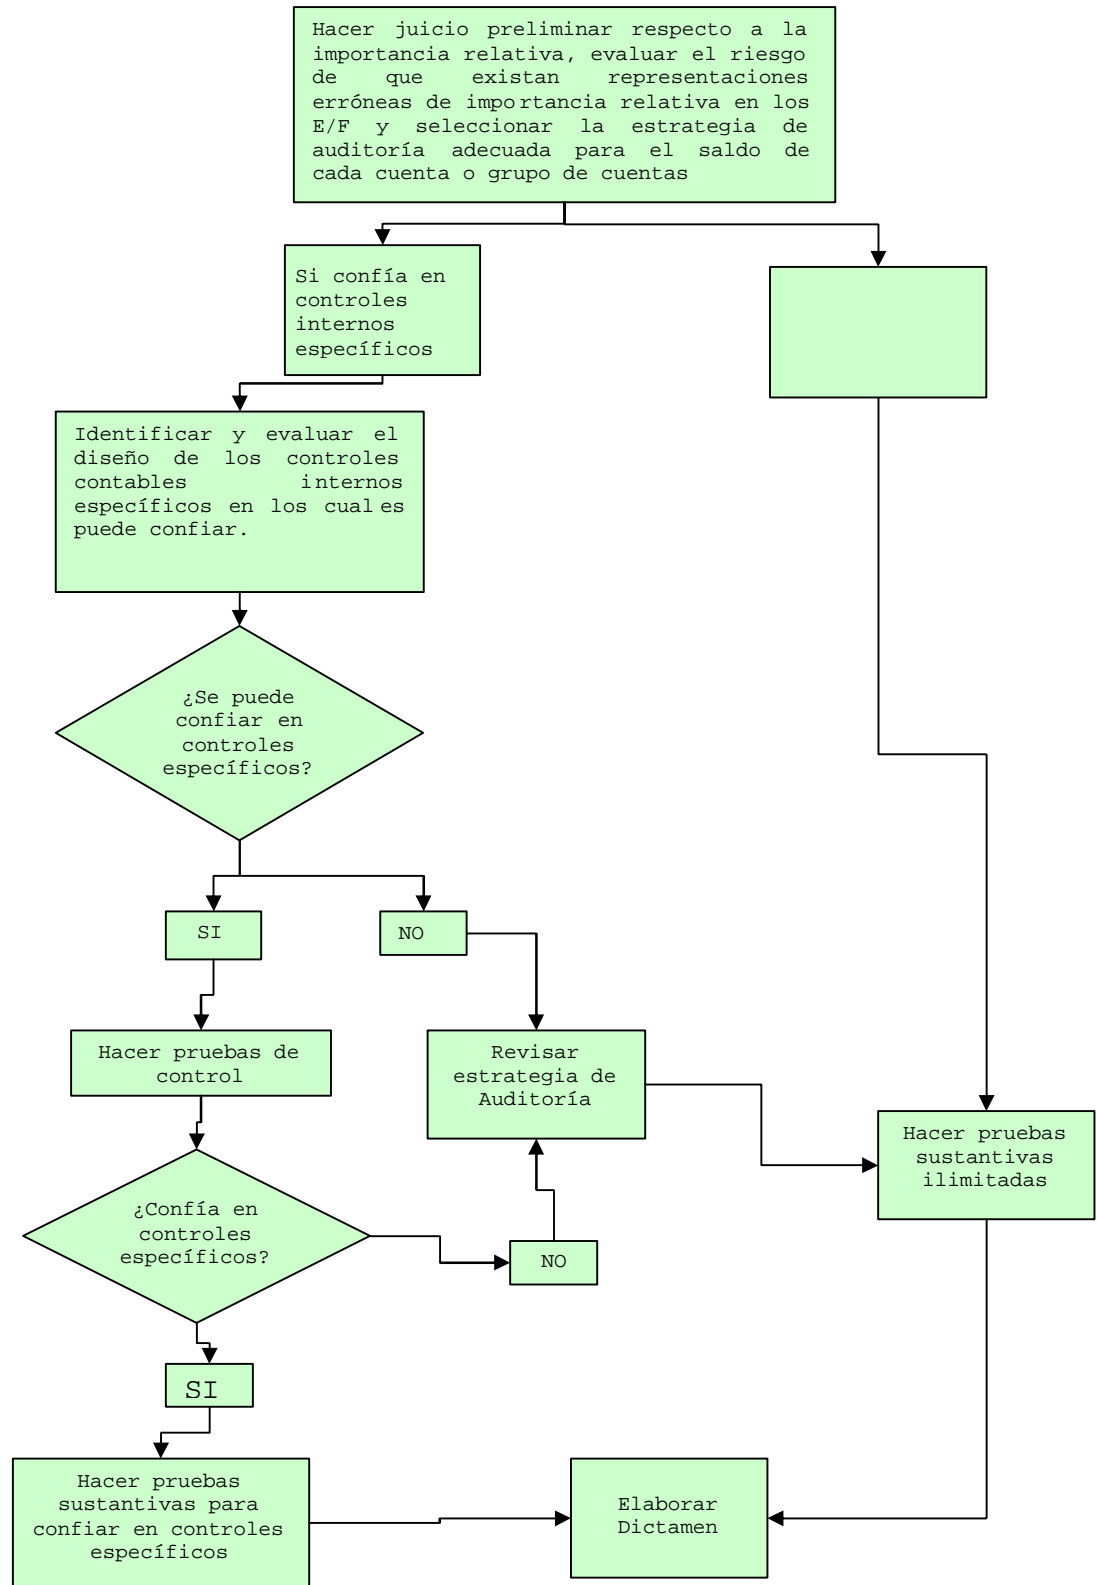 Hacer juicio preliminar respecto a la
importancia relativa, evaluar el riesgo
de que existan representaciones
erróneas de importancia relativa en los
E/F y seleccionar la estrategia de
auditoría adecuada para el saldo de
cada cuenta o grupo de cuentas
Si confía en
controles
internos
específicos
Identificar y evaluar el
diseño de los controles
contables internos
específicos en los cuales
puede confiar.
¿Se puede
confiar en
controles
específicos?
SI
NO
Hacer pruebas de
control
Revisar
estrategia de
Auditoría
Hacer pruebas
sustantivas
ilimitadas
¿Confía en
controles
específicos?
NO
SI
Hacer pruebas
sustantivas para
confiar en controles
específicos
Elaborar
Dictamen